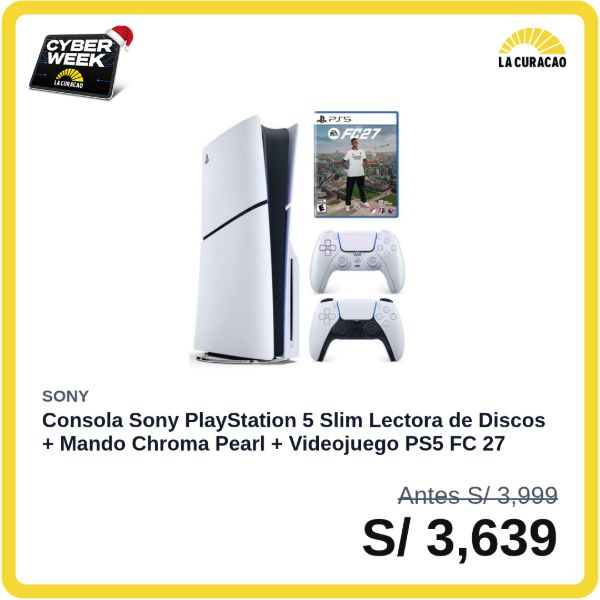 CYBER
WEEK
LA CURACAO
LA CURACAO
PS5
EA FC27
SONY
Consola Sony PlayStation 5 Slim Lectora de Discos
+ Mando Chroma Pearl + Videojuego PS5 FC 27
Antes S/ 3,999
S/ 3,639